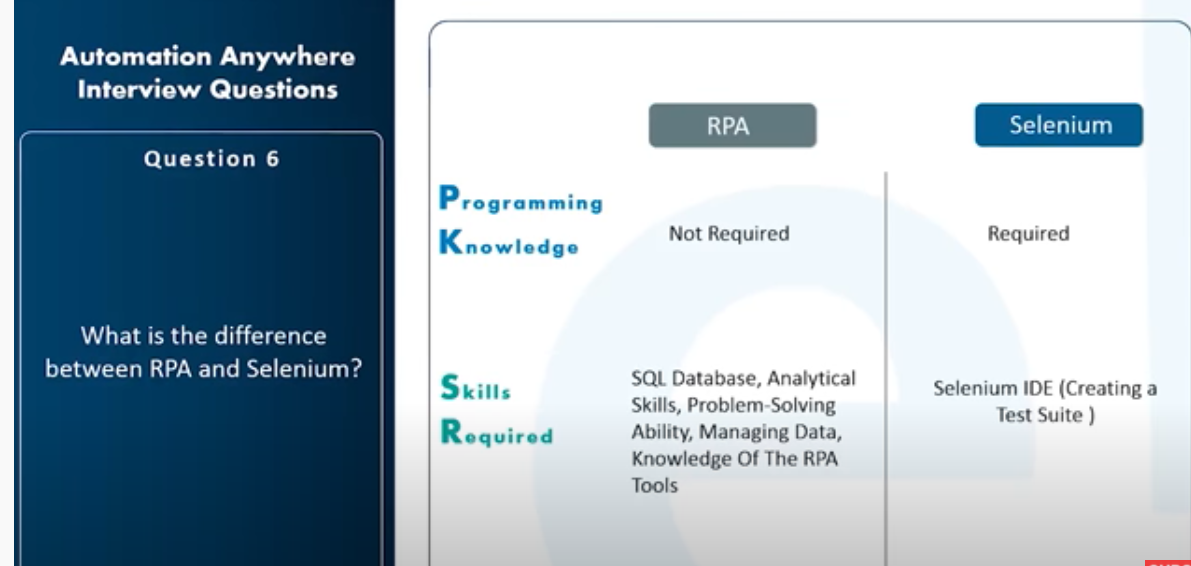 Automation Anywhere
Interview Questions
Question 6
What is the difference
between RPA and Selenium?
RPA
Selenium
Programming
Knowledge
Not Required
Required
Skills
Required
SQL Database, Analytical
Skills, Problem-Solving
Ability, Managing Data,
Knowledge Of The RPA
Tools
Selenium IDE (Creating a
Test Suite )